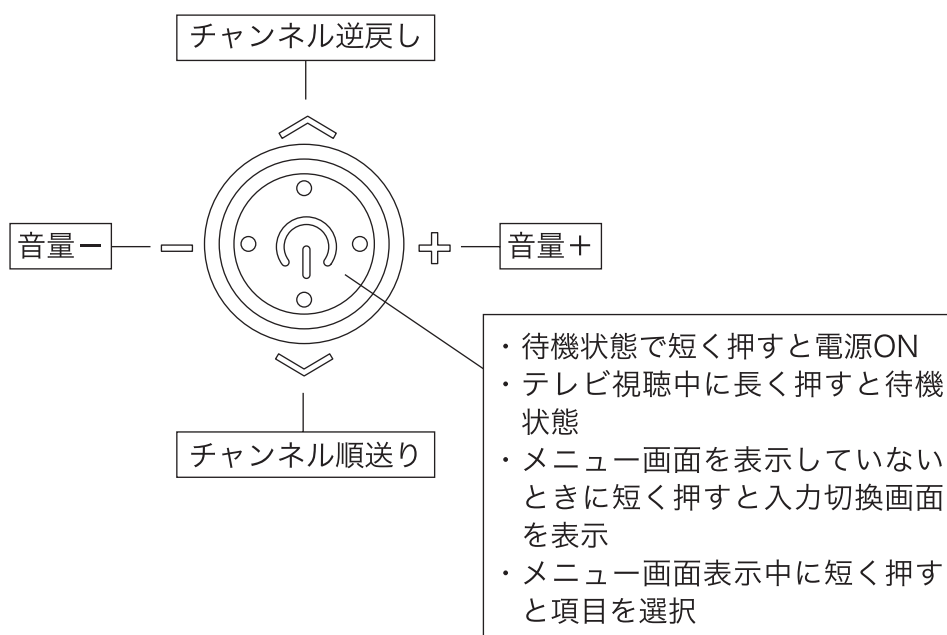 チャンネル逆戻し
音量－
音量＋
・待機状態で短く押すと電源ON
・テレビ視聴中に長く押すと待機
状態
・メニュー画面を表示していない
ときに短く押すと入力切換画面
を表示
・メニュー画面表示中に短く押す
と項目を選択
チャンネル順送り